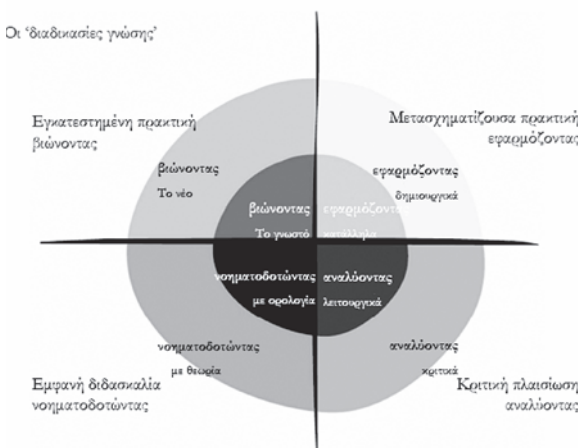 Οι ‘διαδικασίες γνώσης’
Εγκατεστημένη πρακτική
βιώνοντας
Μετασχηματίζουσα πρακτική
εφαρμόζοντας
βιώνοντας
Το νέο
εφαρμόζοντας
δημιουργικά
βιώνοντας
Το γνωστό
εφαρμόζοντας
κατάλληλα
νοηματοδοτώντας
με ορολογία
αναλύοντας
λειτουργικά
νοηματοδοτώντας
με θεωρία
αναλύοντας
κριτικά
Εμφανή διδασκαλία
νοηματοδοτώντας
Κριτική πλαισίωση
αναλύοντας